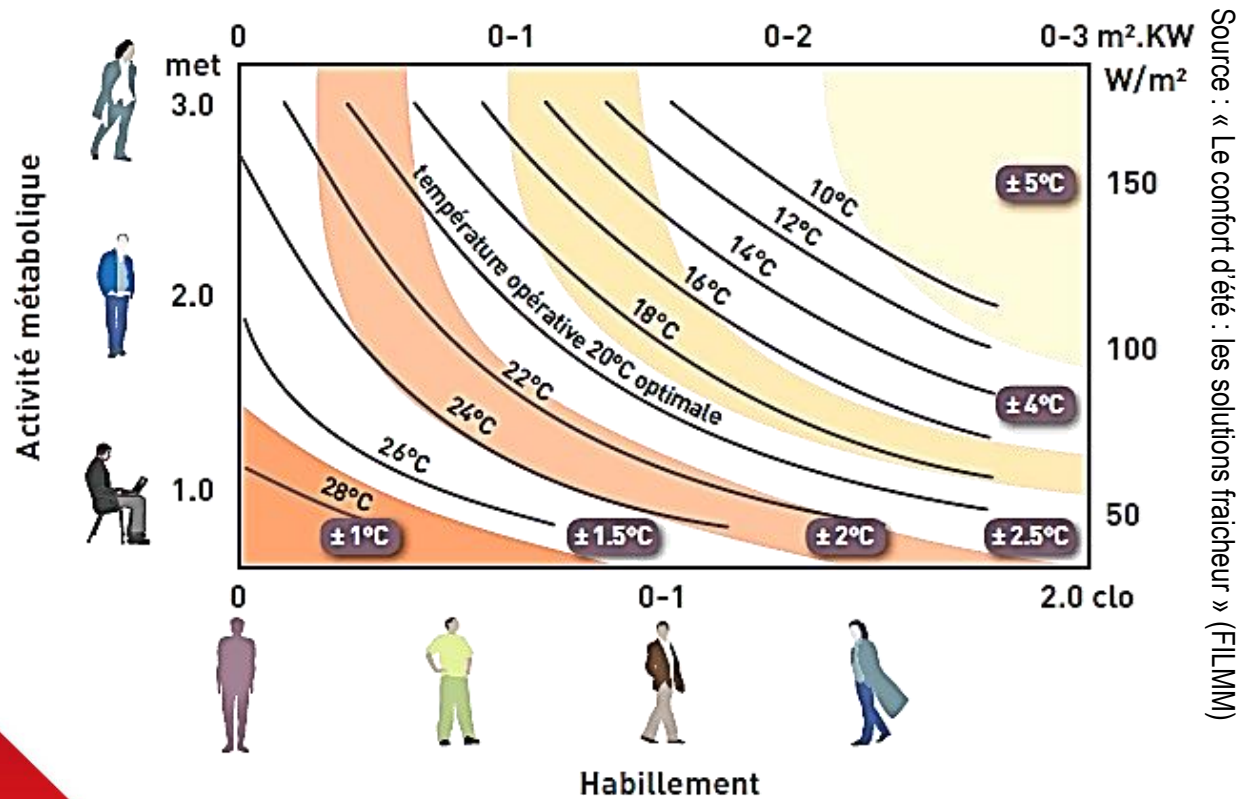 0 0-1 0-2 0-3 m².KW
met W/m²
3.0
150
2.0
100
1.0
50
Activité métabolique
10°C
12°C
14°C
16°C
18°C
température opérative 20°C optimale
22°C
24°C
26°C
28°C
± 5°C
± 4°C
± 1°C ± 1.5°C ± 2°C ± 2.5°C
0 0-1 2.0 clo
Habillement
Source : « Le confort d’été : les solutions fraicheur » (FILMM)